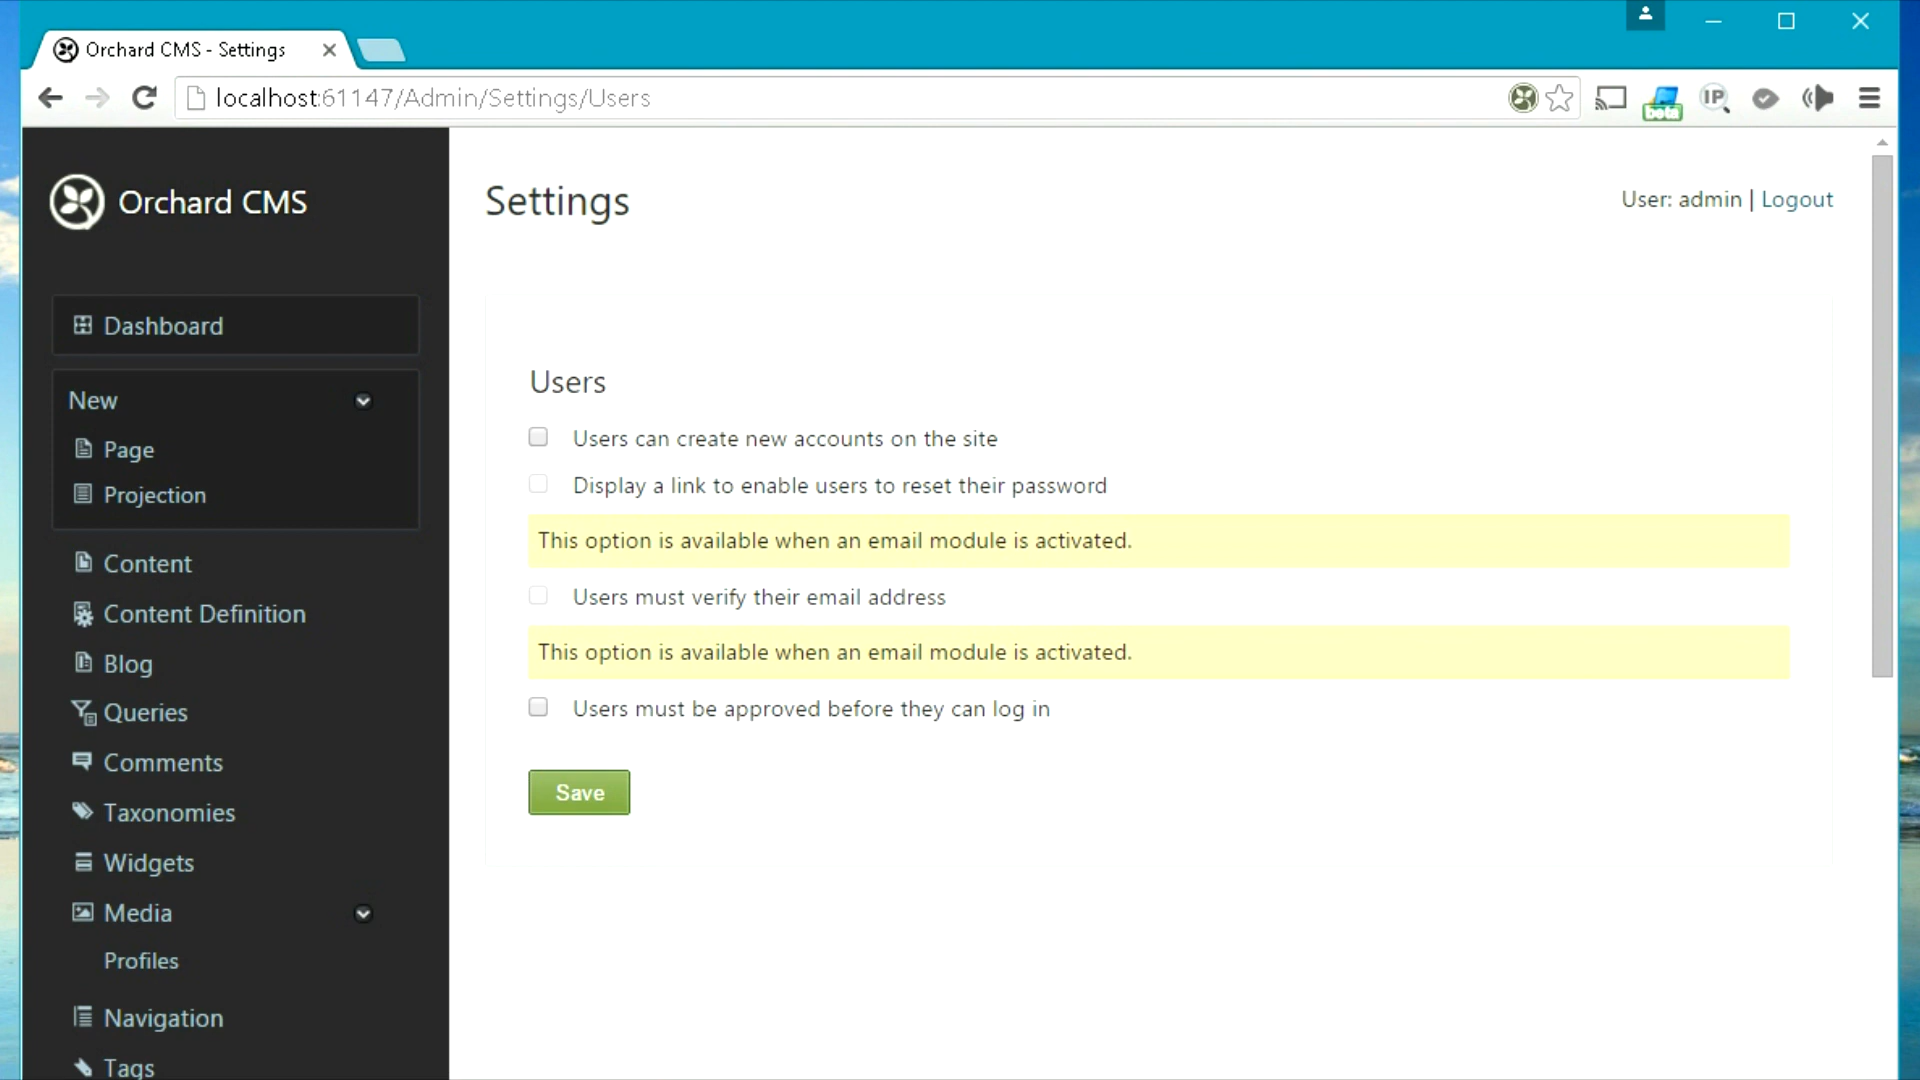 Orchard CMS - Settings
localhost:61147/Admin/Settings/Users
IP
beta
Orchard CMS
Settings
User: admin | Logout
Dashboard
New
Page
Projection
Content
Content Definition
Blog
Queries
Comments
Taxonomies
Widgets
Media
Profiles
Navigation
Tags
Users
Users can create new accounts on the site
Display a link to enable users to reset their password
This option is available when an email module is activated.
Users must verify their email address
This option is available when an email module is activated.
Users must be approved before they can log in
Save